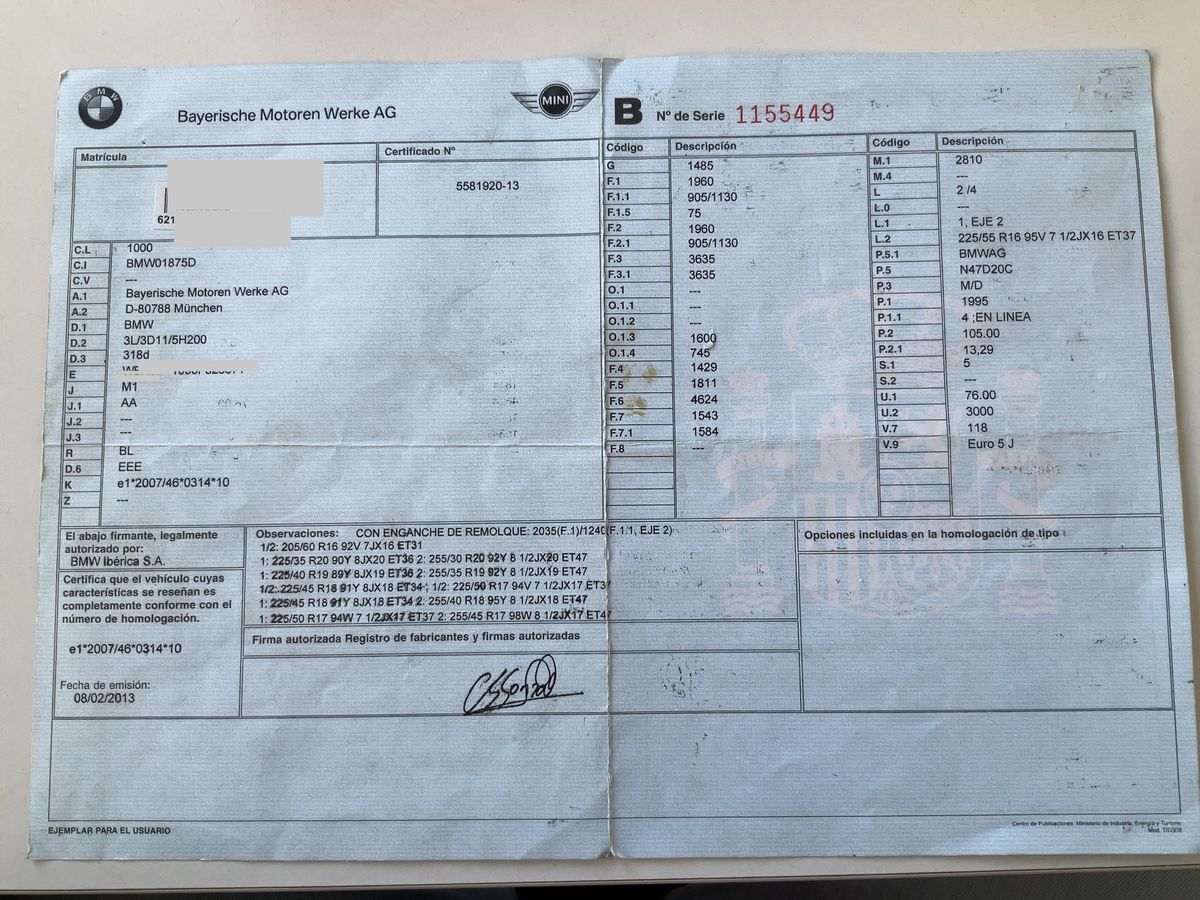 BMW
Bayerische Motoren Werke AG
MINI
B Nº de Serie 1155449
Matrícula
Certificado Nº
621
5581920-13
C.L 1000
C.I BMW01875D
C.V ---
A.1 Bayerische Motoren Werke AG
A.2 D-80788 München
D.1 BMW
D.2 3L/3D11/5H200
D.3 318d
E
J M1
J.1 AA
J.2 ---
J.3 ---
R BL
D.6 EEE
K e1*2007/46*0314*10
Z ---
Código Descripción
G 1485
F.1 1960
F.1.1 905/1130
F.1.5 75
F.2 1960
F.2.1 905/1130
F.3 3635
F.3.1 3635
O.1 ---
O.1.1 ---
O.1.2 ---
O.1.3 1600
O.1.4 745
F.4 1429
F.5 1811
F.6 4624
F.7 1543
F.7.1 1584
F.8 ---
Código Descripción
M.1 2810
M.4 ---
L 2 /4
L.0 ---
L.1 1, EJE 2
L.2 225/55 R16 95V 7 1/2JX16 ET37
P.5.1 BMWAG
P.5 N47D20C
P,3 M/D
P.1 1995
P.1.1 4 ;EN LINEA
P.2 105.00
P.2.1 13,29
S.1 5
S.2 ---
U.1 76.00
U.2 3000
V.7 118
V.9 Euro 5 J
El abajo firmante, legalmente
autorizado por:
BMW Ibérica S.A.
Certifica que el vehículo cuyas
características se reseñan es
completamente conforme con el
número de homologación.
e1*2007/46*0314*10
Fecha de emisión:
08/02/2013
Observaciones: CON ENGANCHE DE REMOLQUE: 2035(F.1)/1240(F.1.1, EJE 2)
1/2: 205/60 R16 92V 7JX16 ET31
1: 225/35 R20 90Y 8JX20 ET36 2: 255/30 R20 92Y 8 1/2JX20 ET47
1: 225/40 R19 89Y 8JX19 ET36 2: 255/35 R19 92Y 8 1/2JX19 ET47
1/2: 225/45 R18 91Y 8JX18 ET34 ; 1/2: 225/50 R17 94V 7 1/2JX17 ET37
1: 225/45 R18 91Y 8JX18 ET34 2: 255/40 R18 95Y 8 1/2JX18 ET47
1: 225/50 R17 94W 7 1/2JX17 ET37 2: 255/45 R17 98W 8 1/2JX17 ET47
Firma autorizada Registro de fabricantes y firmas autorizadas
Opciones incluidas en la homologación de tipo :
EJEMPLAR PARA EL USUARIO
Centro de Publicaciones. Ministerio de Industria, Energía y Turismo